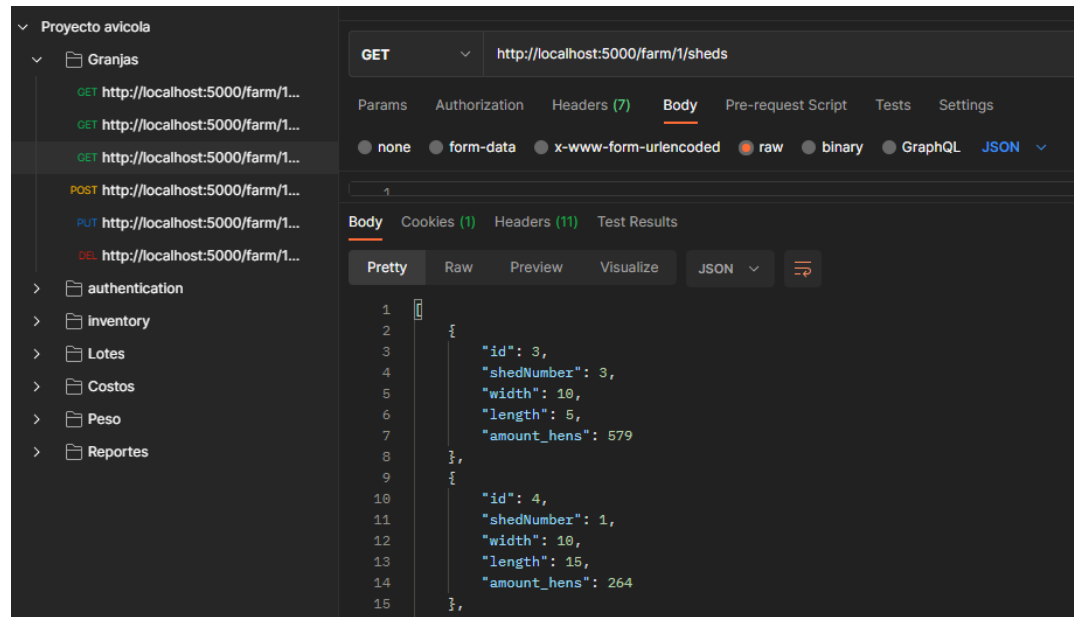 Proyecto avicola
Granjas
GET http://localhost:5000/farm/1...
GET http://localhost:5000/farm/1...
GET http://localhost:5000/farm/1...
POST http://localhost:5000/farm/1...
PUT http://localhost:5000/farm/1...
DEL http://localhost:5000/farm/1...
authentication
inventory
Lotes
Costos
Peso
Reportes
GET http://localhost:5000/farm/1/sheds
Params Authorization Headers (7) Body Pre-request Script Tests Settings
none form-data x-www-form-urlencoded raw binary GraphQL JSON
1
Body Cookies (1) Headers (11) Test Results
Pretty Raw Preview Visualize JSON
1 [
2 {
3 "id": 3,
4 "shedNumber": 3,
5 "width": 10,
6 "length": 5,
7 "amount_hens": 579
8 },
9 {
10 "id": 4,
11 "shedNumber": 1,
12 "width": 10,
13 "length": 15,
14 "amount_hens": 264
15 },